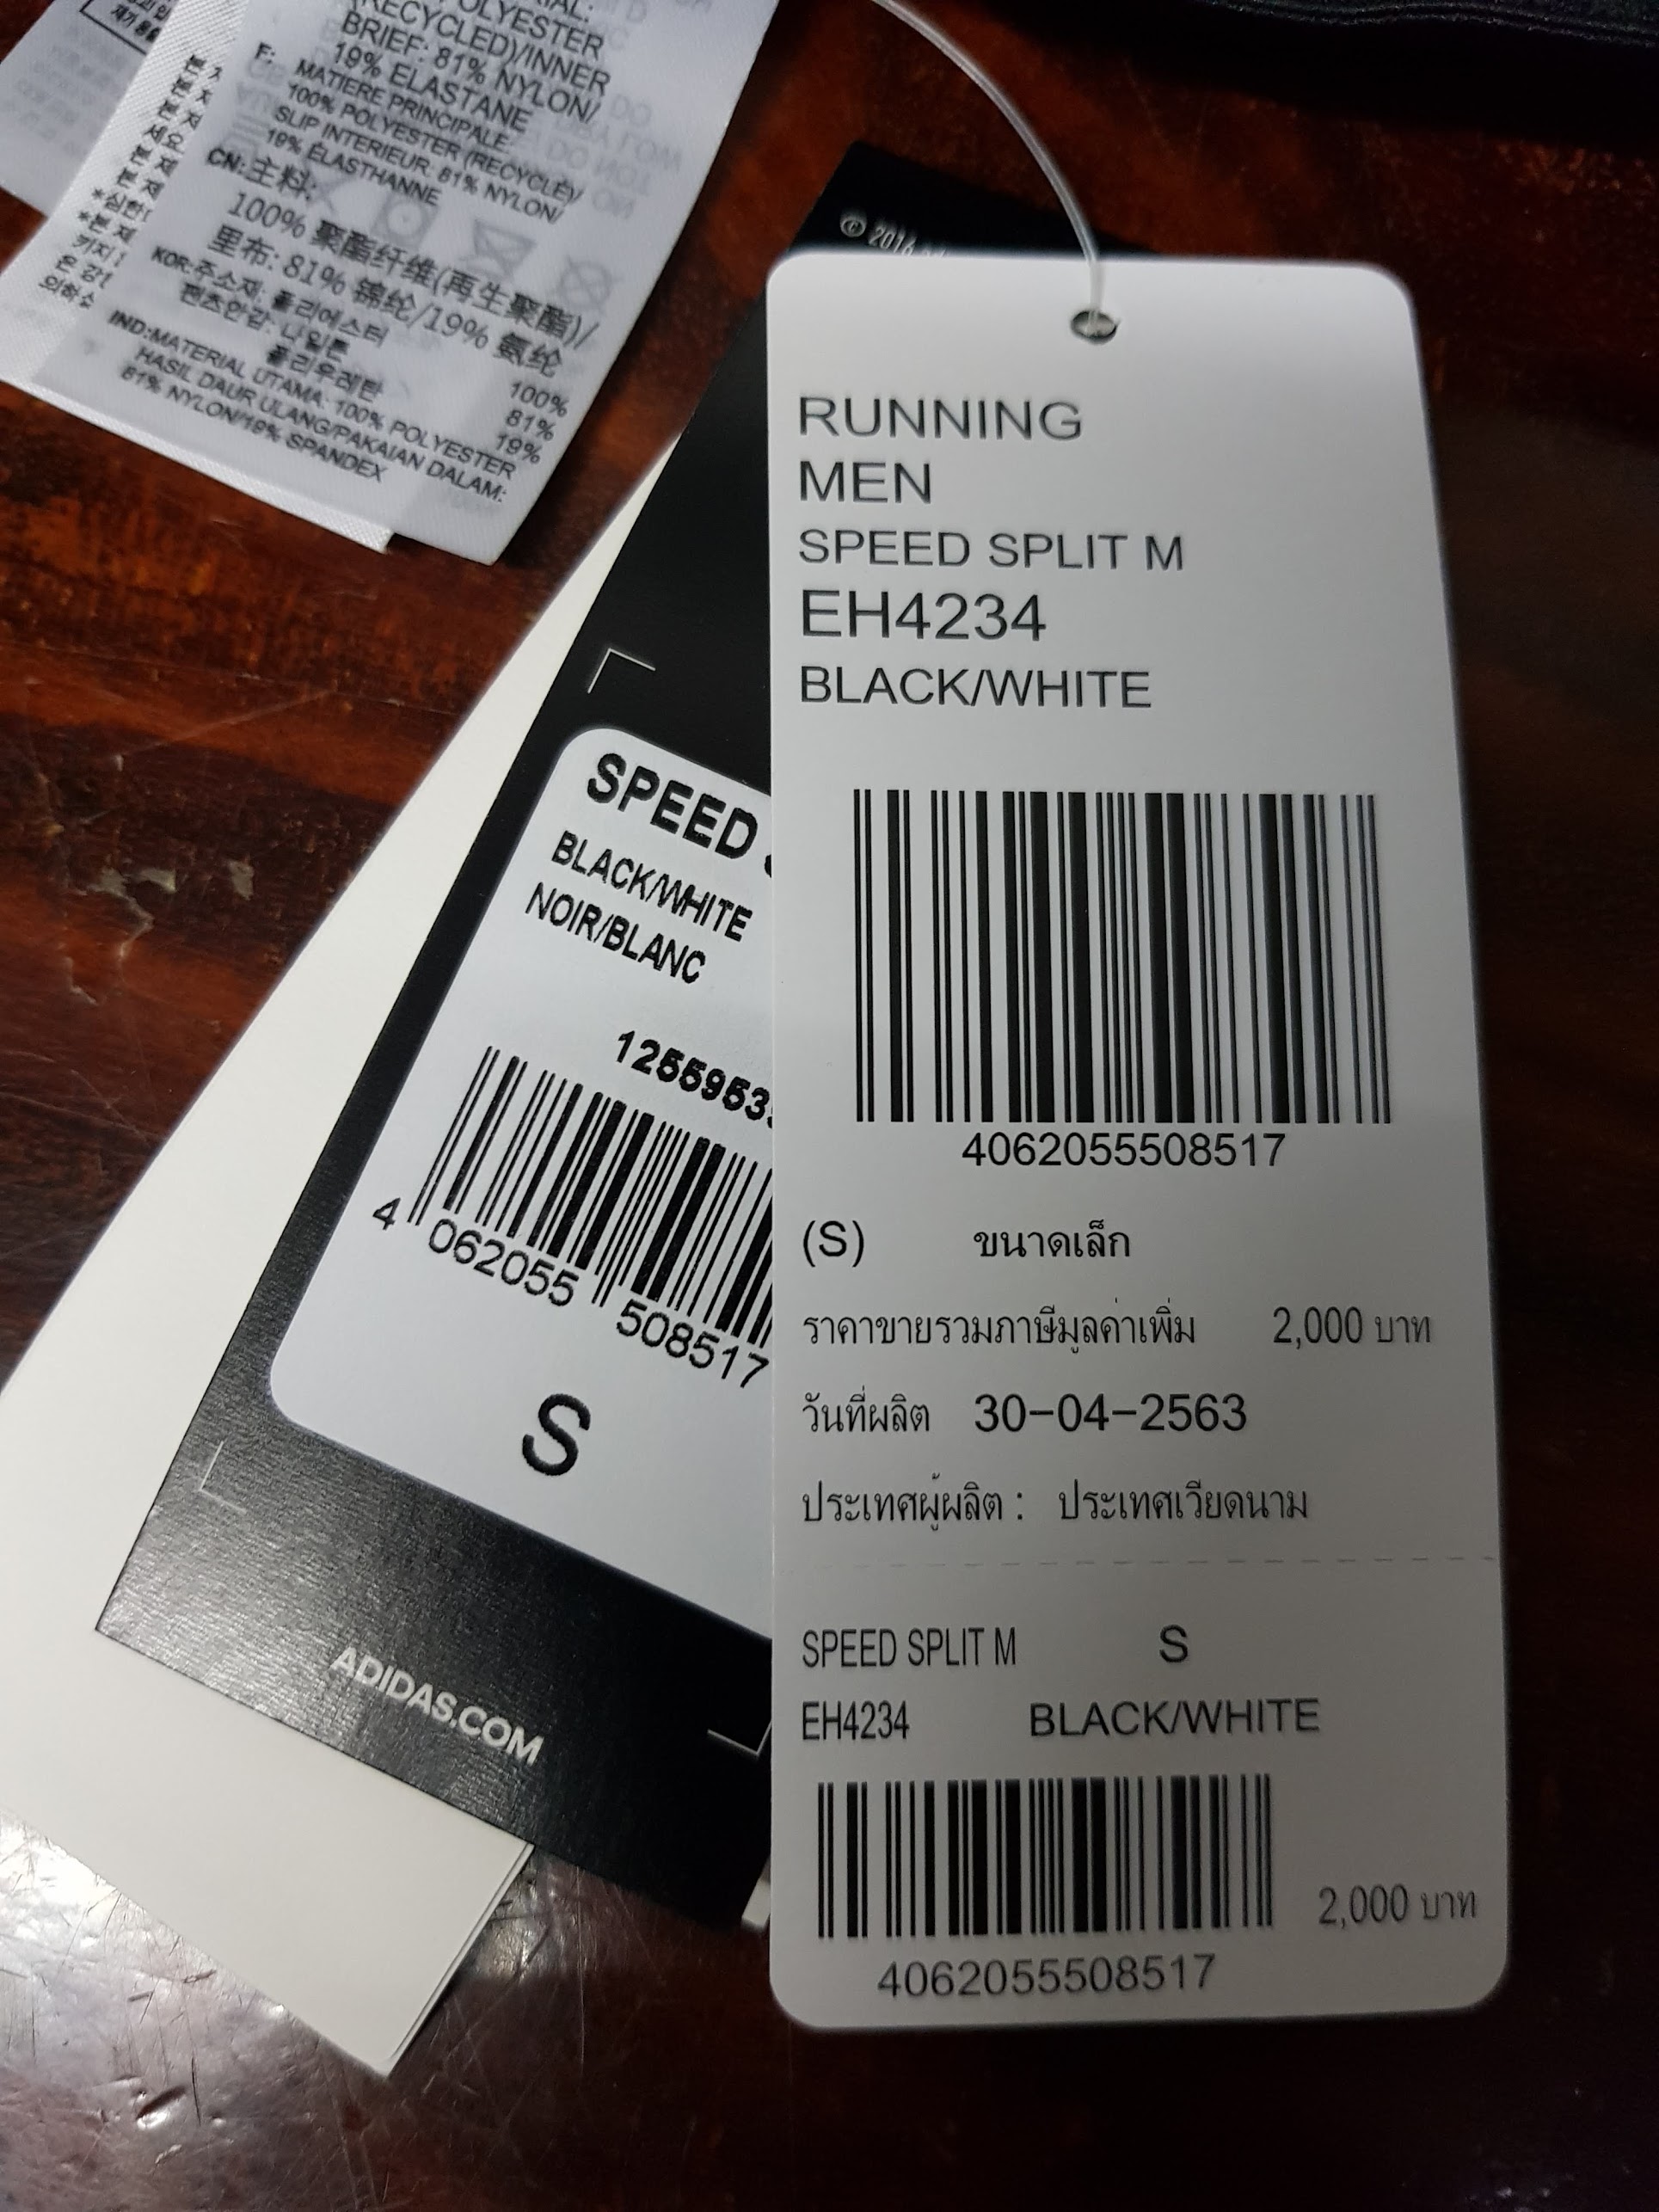 POLYESTER
(RECYCLED)/INNER
BRIEF: 81% NYLON/
19% ELASTANE
F: MATIERE PRINCIPALE:
100% POLYESTER (RECYCLÉ)/
SLIP INTERIEUR: 81% NYLON/
19% ÉLASTHANNE
CN:主料:
100% 聚酯纤维(再生聚酯)/
里布: 81% 锦纶/19% 氨纶
KOR:주소재: 폴리에스터 100%
팬츠안감: 나일론 81%
폴리우레탄 19%
IND:MATERIAL UTAMA: 100% POLYESTER
HASIL DAUR ULANG/PAKAIAN DALAM:
81% NYLON/19% SPANDEX
© 2016
SPEED
BLACK/WHITE
NOIR/BLANC
1255953
4 062055 508517
S
ADIDAS.COM
RUNNING
MEN
SPEED SPLIT M
EH4234
BLACK/WHITE
4062055508517
(S) ขนาดเล็ก
ราคาขายรวมภาษีมูลค่าเพิ่ม 2,000 บาท
วันที่ผลิต 30-04-2563
ประเทศผู้ผลิต : ประเทศเวียดนาม
SPEED SPLIT M S
EH4234 BLACK/WHITE
2,000 บาท
4062055508517